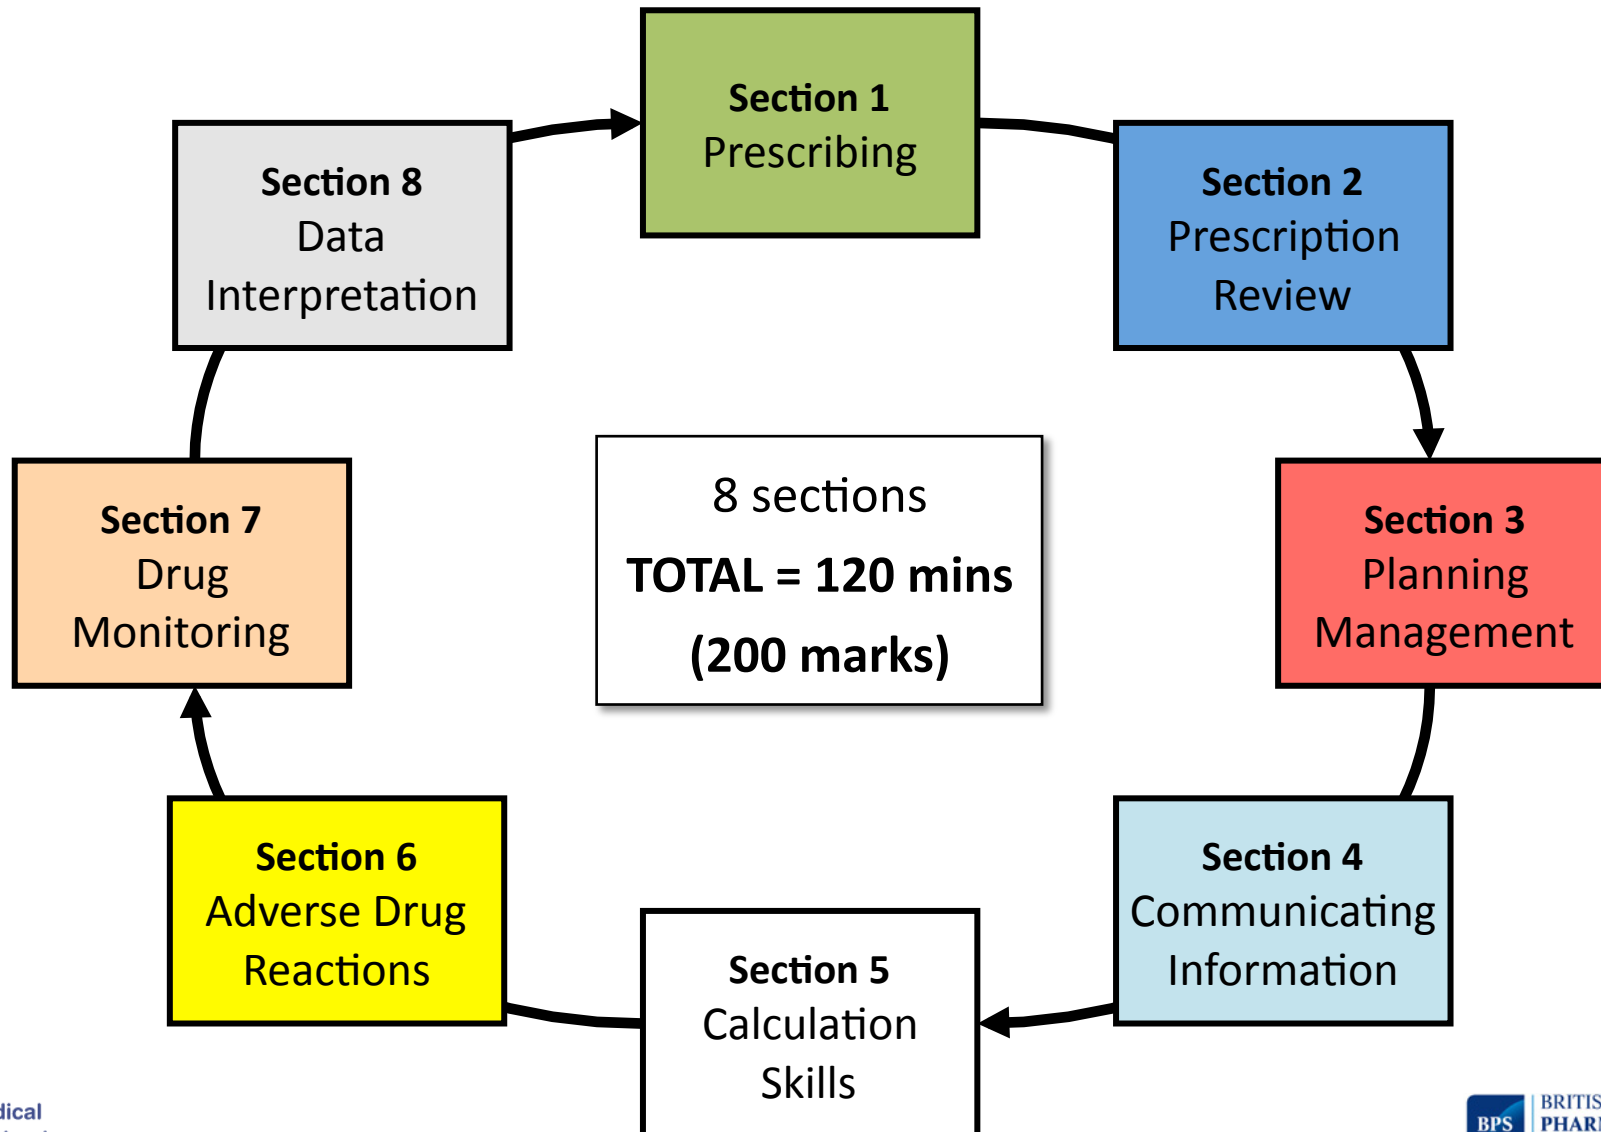 Section 1
Prescribing
Section 2
Prescription
Review
Section 3
Planning
Management
Section 4
Communicating
Information
Section 5
Calculation
Skills
Section 6
Adverse Drug
Reactions
Section 7
Drug
Monitoring
Section 8
Data
Interpretation
8 sections
TOTAL = 120 mins
(200 marks)
dical
BPS
BRITIS
PHARM